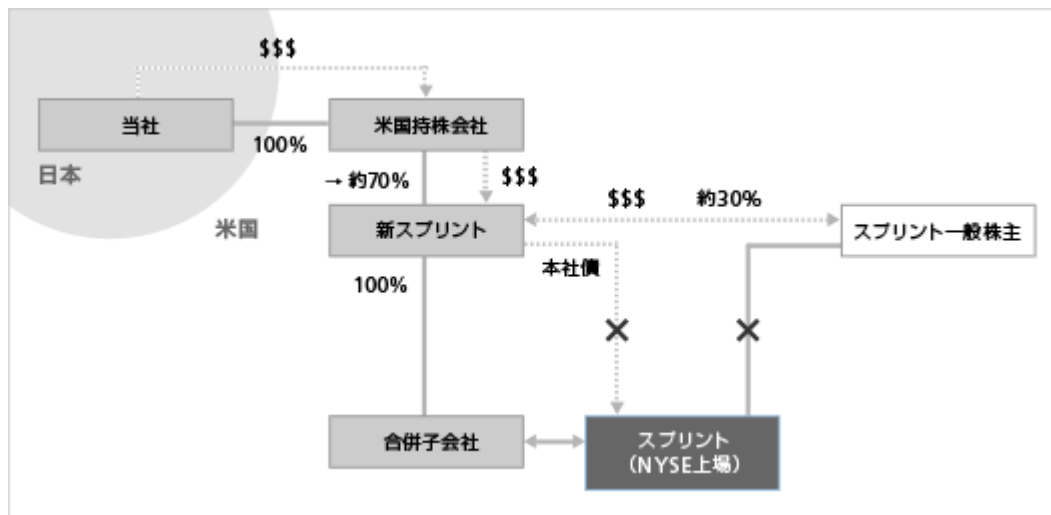 $$$
当社
米国持株会社
100%
日本
→ 約70%
$$$
米国
新スプリント
$$$
約30%
スプリント一般株主
本社債
100%
合併子会社
スプリント
（NYSE上場）